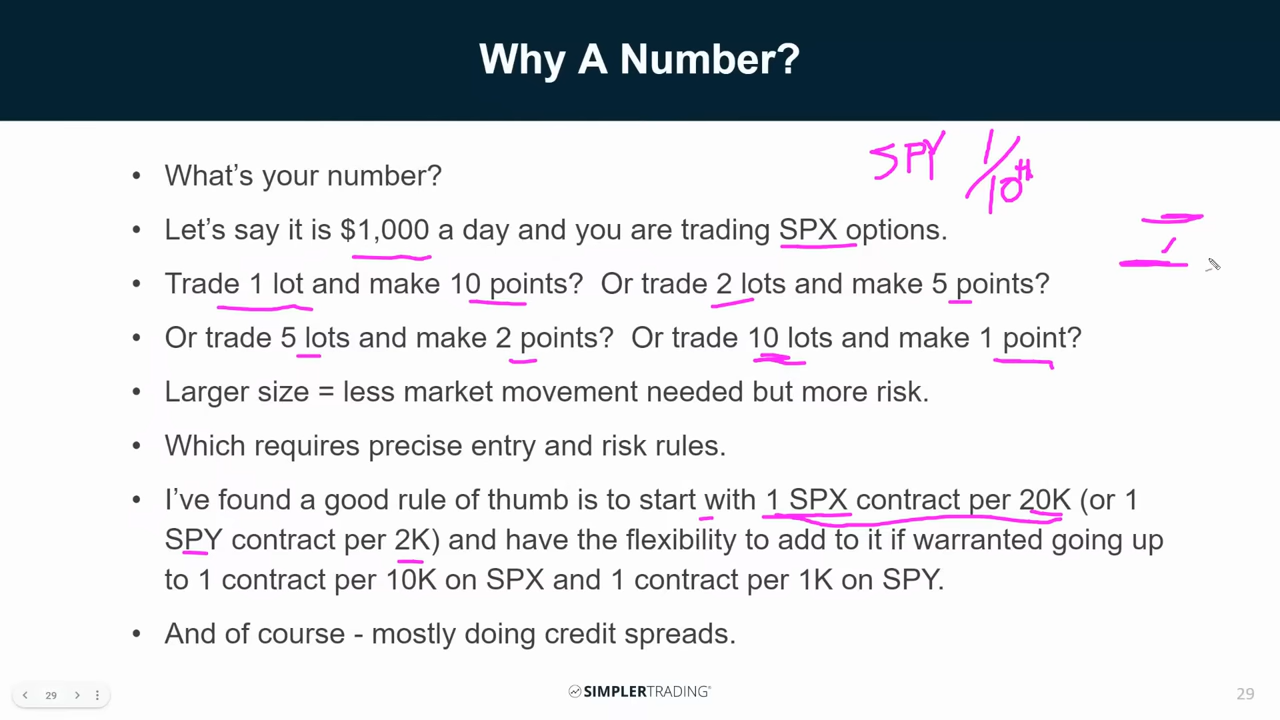 Why A Number?
• What's your number?
SPY 1/10th
• Let's say it is $1,000 a day and you are trading SPX options.
• Trade 1 lot and make 10 points? Or trade 2 lots and make 5 points?
• Or trade 5 lots and make 2 points? Or trade 10 lots and make 1 point?
• Larger size = less market movement needed but more risk.
• Which requires precise entry and risk rules.
• I've found a good rule of thumb is to start with 1 SPX contract per 20K (or 1
SPY contract per 2K) and have the flexibility to add to it if warranted going up
to 1 contract per 10K on SPX and 1 contract per 1K on SPY.
• And of course - mostly doing credit spreads.
29
SIMPLERTRADING
29